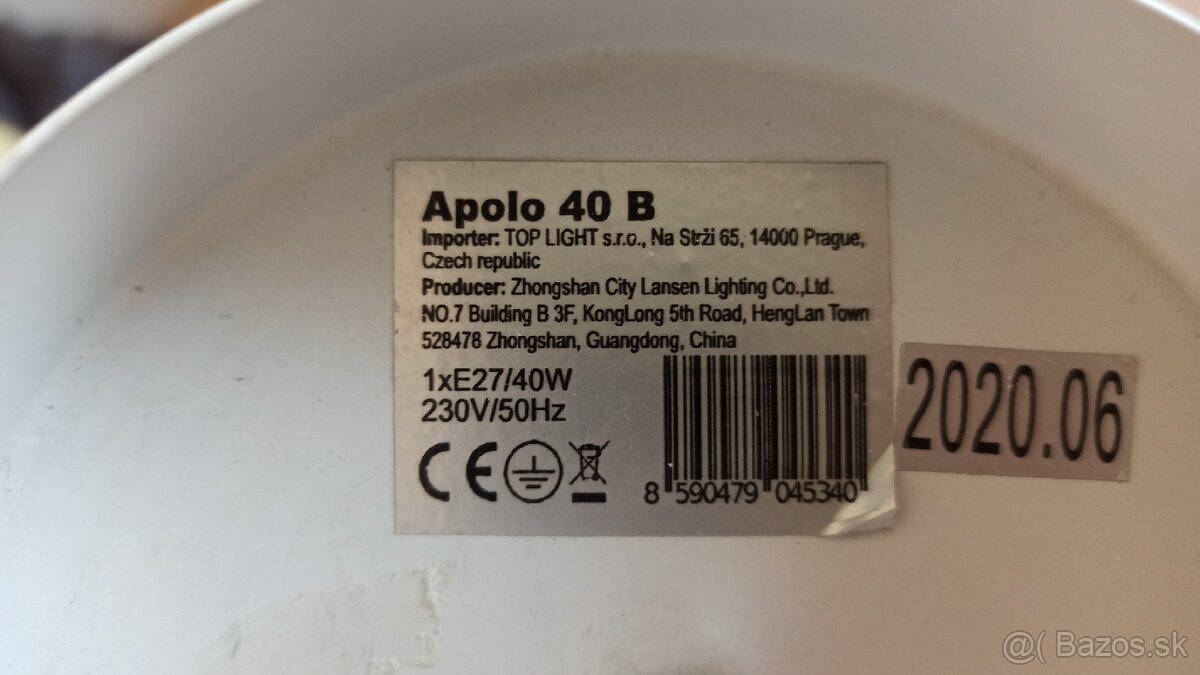 Apolo 40 B
Importer: TOP LIGHT s.r.o., Na Strži 65, 14000 Prague,
Czech republic
Producer: Zhongshan City Lansen Lighting Co.,Ltd.
NO.7 Building B 3F, KongLong 5th Road, HengLan Town
528478 Zhongshan, Guangdong, China
1xE27/40W
230V/50Hz
CE
8 590479 045340
2020.06
@( Bazos.sk